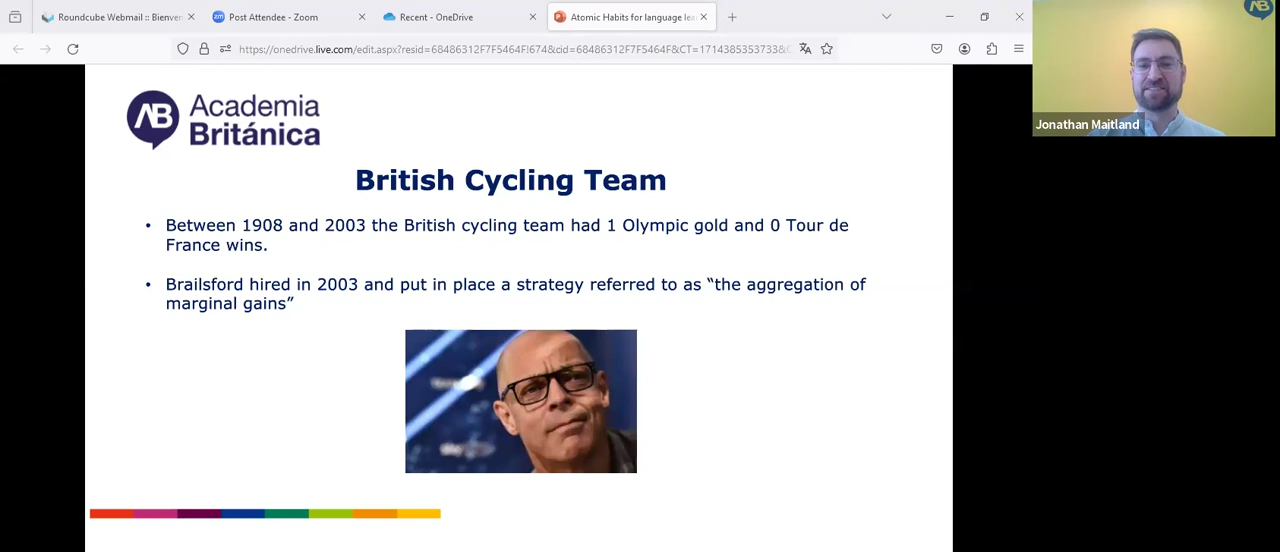 Roundcube Webmail :: Bienven
Post Attendee - Zoom
Recent - OneDrive
Atomic Habits for language lea
https://onedrive.live.com/edit.aspx?resid=68486312F7F5464F!674&cid=68486312F7F5464F&CT=1714385353733&
AB
Jonathan Maitland
AB Academia
Británica
British Cycling Team
• Between 1908 and 2003 the British cycling team had 1 Olympic gold and 0 Tour de
France wins.
• Brailsford hired in 2003 and put in place a strategy referred to as “the aggregation of
marginal gains”